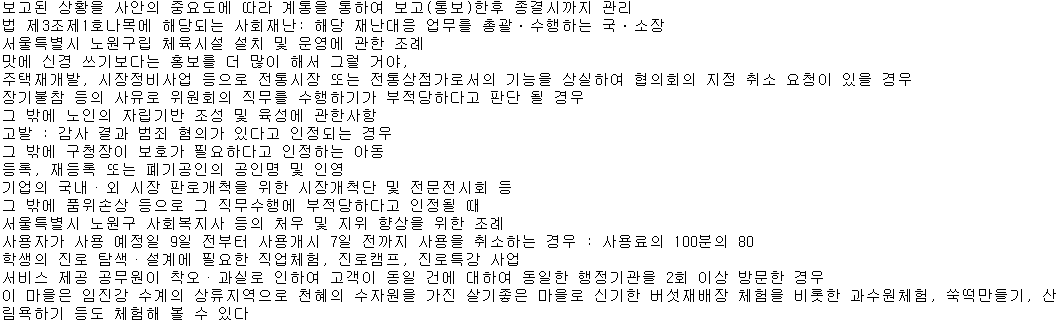 보고된 상황을 사안의 중요도에 따라 계통을 통하여 보고(통보)한후 종결시까지 관리
법 제3조제1호나목에 해당되는 사회재난: 해당 재난대응 업무를 총괄·수행하는 국·소장
서울특별시 노원구립 체육시설 설치 및 운영에 관한 조례
맛에 신경 쓰기보다는 홍보를 더 많이 해서 그럴 거야,
주택재개발, 시장정비사업 등으로 전통시장 또는 전통상점가로서의 기능을 상실하여 협의회의 지정 취소 요청이 있을 경우
장기불참 등의 사유로 위원회의 직무를 수행하기가 부적당하다고 판단 될 경우
그 밖에 노인의 자립기반 조성 및 육성에 관한사항
고발 : 감사 결과 범죄 혐의가 있다고 인정되는 경우
그 밖에 구청장이 보호가 필요하다고 인정하는 아동
등록, 재등록 또는 폐기공인의 공인명 및 인영
기업의 국내·외 시장 판로개척을 위한 시장개척단 및 전문전시회 등
그 밖에 품위손상 등으로 그 직무수행에 부적당하다고 인정될 때
서울특별시 노원구 사회복지사 등의 처우 및 지위 향상을 위한 조례
사용자가 사용 예정일 9일 전부터 사용개시 7일 전까지 사용을 취소하는 경우 : 사용료의 100분의 80
학생의 진로 탐색·설계에 필요한 직업체험, 진로캠프, 진로특강 사업
서비스 제공 공무원이 착오·과실로 인하여 고객이 동일 건에 대하여 동일한 행정기관을 2회 이상 방문한 경우
이 마을은 임진강 수계의 상류지역으로 천혜의 수자원을 가진 살기좋은 마을로 신기한 버섯재배장 체험을 비롯한 과수원체험, 쑥떡만들기, 산
림욕하기 등도 체험해 볼 수 있다